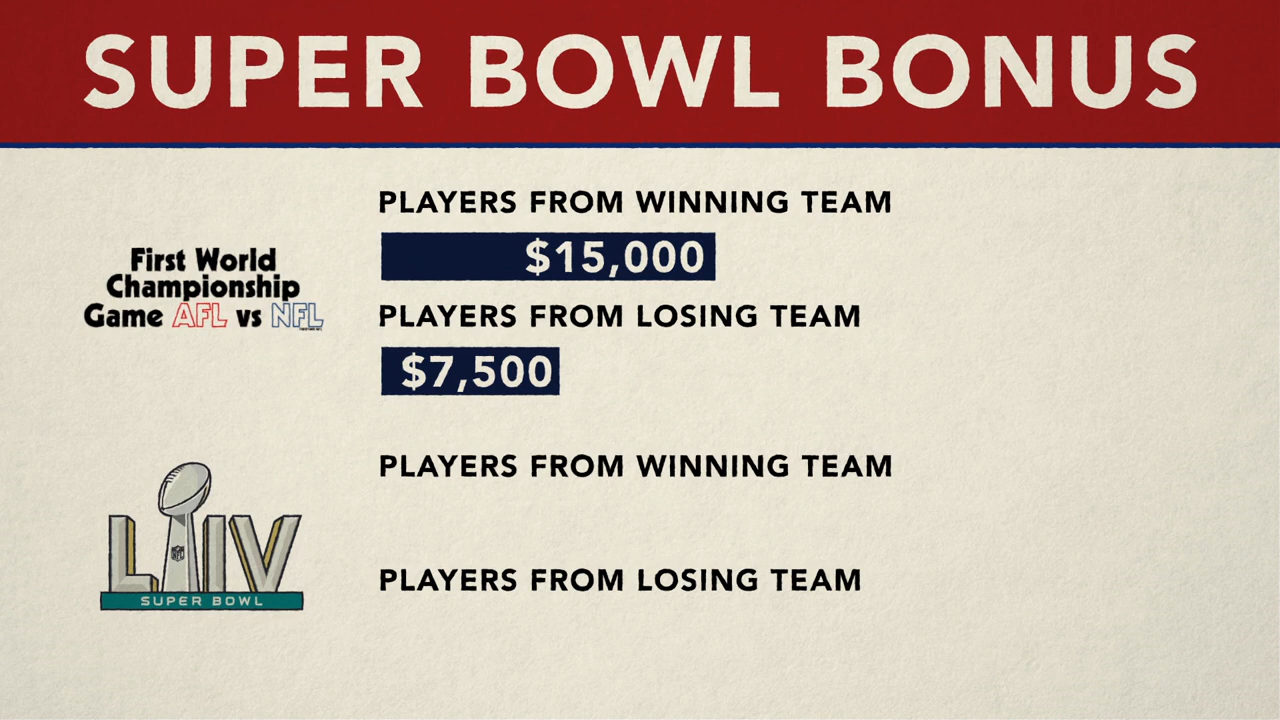 SUPER BOWL BONUS
PLAYERS FROM WINNING TEAM
$15,000
First World
Championship
Game AFL vs NFL
PLAYERS FROM LOSING TEAM
$7,500
PLAYERS FROM WINNING TEAM
LIV
NFL
SUPER BOWL
PLAYERS FROM LOSING TEAM